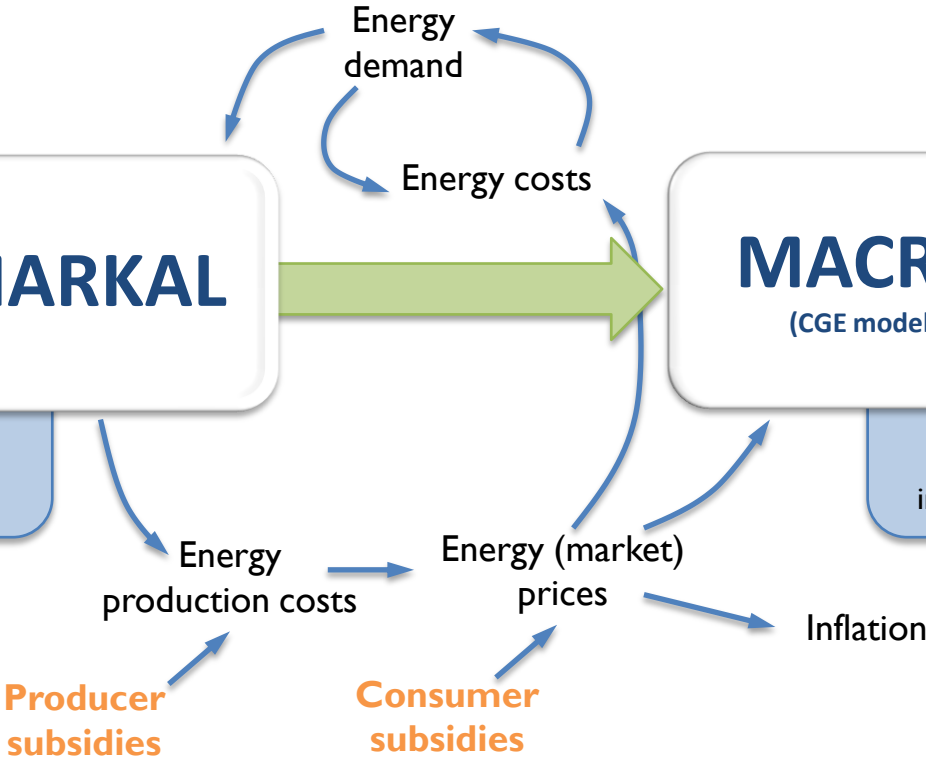 Energy
demand
Energy costs
ARKAL
MACR
(CGE model
Energy
production costs
Energy (market)
prices
Inflation
Producer
subsidies
Consumer
subsidies